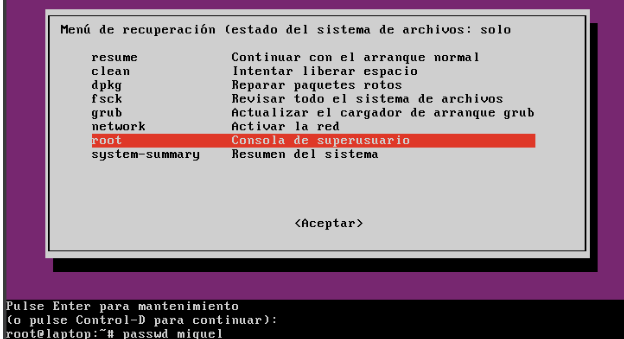 Menú de recuperación (estado del sistema de archivos: solo
resume Continuar con el arranque normal
clean Intentar liberar espacio
dpkg Reparar paquetes rotos
fsck Revisar todo el sistema de archivos
grub Actualizar el cargador de arranque grub
network Activar la red
root Consola de superusuario
system-summary Resumen del sistema
<Aceptar>
Pulse Enter para mantenimiento
(o pulse Control-D para continuar):
root@laptop:~# passwd miquel